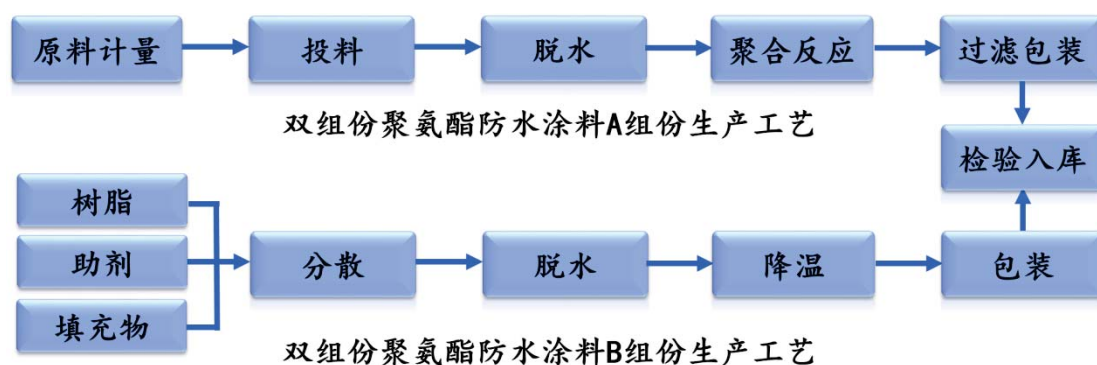 原料计量
投料
脱水
聚合反应
过滤包装
双组份聚氨酯防水涂料A组份生产工艺
检验入库
树脂
助剂
填充物
分散
脱水
降温
包装
双组份聚氨酯防水涂料B组份生产工艺